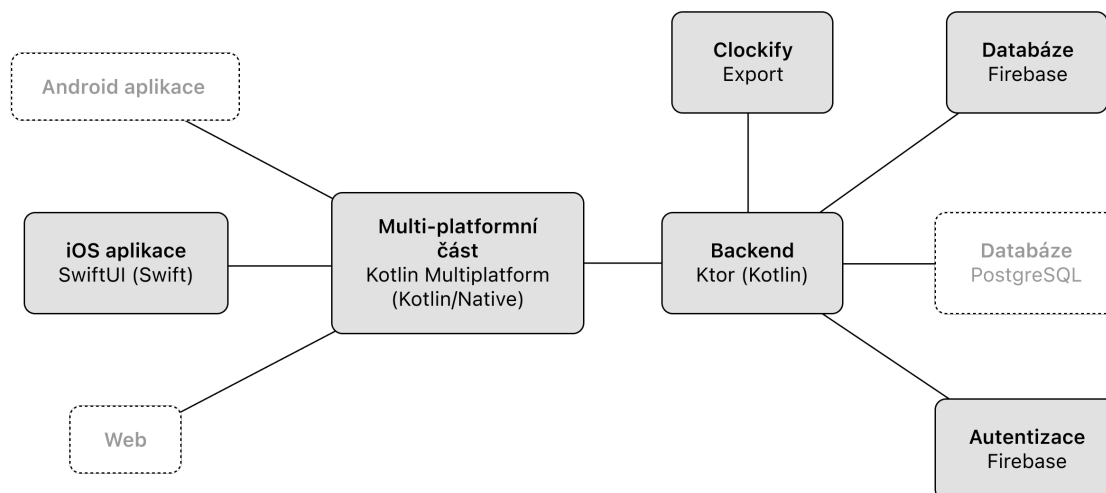 Android aplikace
iOS aplikace
SwiftUI (Swift)
Web
Multi-platformní
část
Kotlin Multiplatform
(Kotlin/Native)
Clockify
Export
Backend
Ktor (Kotlin)
Databáze
Firebase
Databáze
PostgreSQL
Autentizace
Firebase